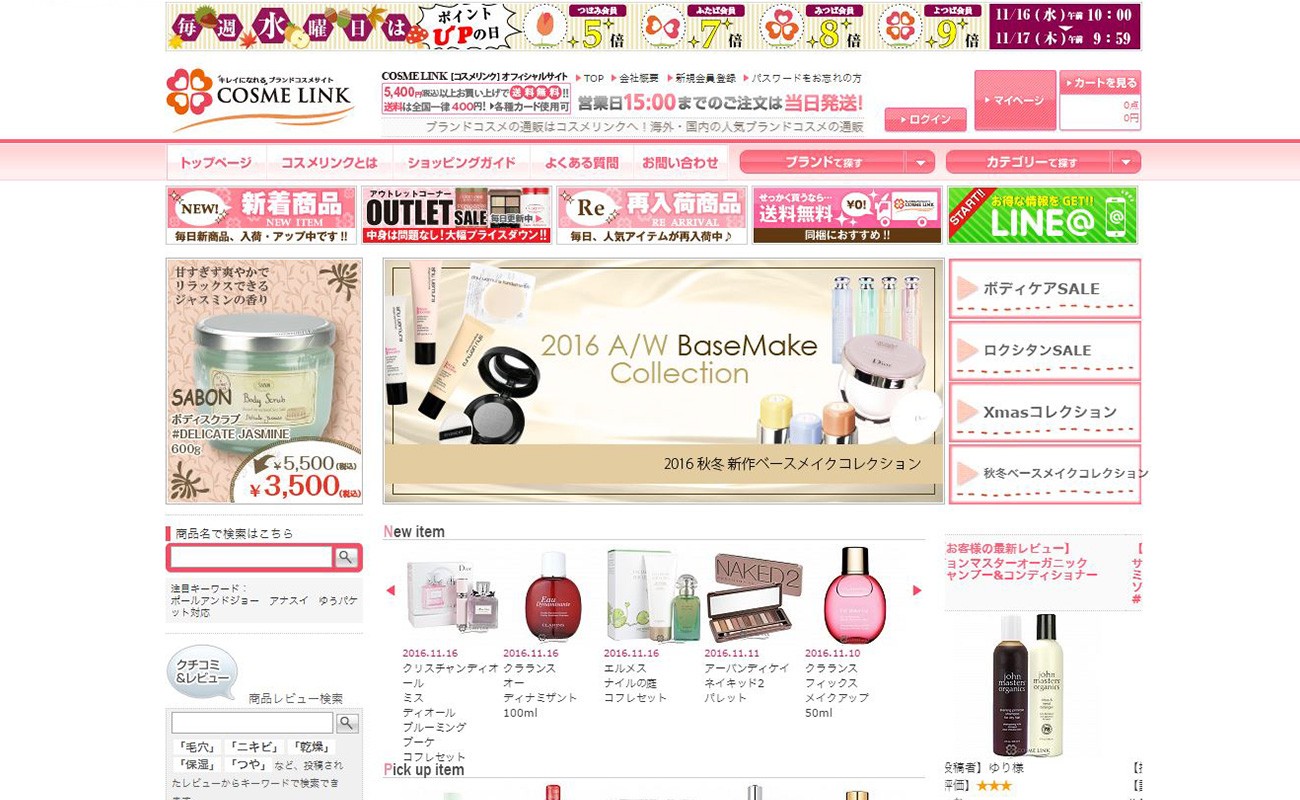 毎週水曜日は
ポイント
UPの日
つぼみ会員
5倍
ふたば会員
7倍
みつば会員
8倍
よつば会員
9倍
11/16 (水) 午前 10:00
11/17 (木) 午前 9:59
キレイになれる ブランドコスメサイト
COSME LINK
COSME LINK [コスメリンク] オフィシャルサイト
TOP 会社概要 新規会員登録 パスワードをお忘れの方
5,400円(税込)以上お買い上げで送料無料!!
送料は全国一律 400円! 各種カード使用可
営業日15:00までのご注文は当日発送!
ブランドコスメの通販はコスメリンクへ！海外・国内の人気ブランドコスメの通販
ログイン
マイページ
カートを見る
0点
0円
トップページ
コスメリンクとは
ショッピングガイド
よくある質問
お問い合わせ
ブランドで探す
カテゴリーで探す
NEW!
新着商品
NEW ITEM
毎日新商品、入荷・アップ中です!!
アウトレットコーナー
OUTLET SALE
毎日更新中
中身は問題なし!大幅プライスダウン!!
Re
再入荷商品
RE ARRIVAL
毎日、人気アイテムが再入荷中♪
せっかく買うなら…
送料無料
¥0!
COSME LINK
同梱におすすめ!!
START!!
お得な情報を GET!!
LINE@
甘すぎず爽やかで
リラックスできる
ジャスミンの香り
SABON
Body Scrub
ボディスクラブ
#DELICATE JASMINE
600g
¥5,500(税込)
¥3,500(税込)
shu uemura
shu uemura
Dior
2016 A/W BaseMake
Collection
2016 秋冬 新作ベースメイクコレクション
ボディケアSALE
ロクシタンSALE
Xmasコレクション
秋冬ベースメイクコレクション
商品名で検索はこちら
注目キーワード：
ポールアンドジョー アナスイ ゆうパケ
ット対応
クチコミ
&レビュー
商品レビュー検索
「毛穴」 「ニキビ」 「乾燥」
「保湿」 「つや」 など、投稿され
たレビューからキーワードで検索でき
ます。
New item
Dior
Eau
Dynamisante
CLARINS
NAKED2
2016.11.16
クリスチャンディオ
ール
ミス
ディオール
ブルーミング
ブーケ
コフレセット
2016.11.16
クラランス
オー
ディナミザント
100ml
2016.11.16
エルメス
ナイルの庭
コフレセット
2016.11.11
アーバンディケイ
ネイキッド2
パレット
2016.11.10
クラランス
フィックス
メイクアップ
50ml
Pick up item
お客様の最新レビュー】
ョンマスターオーガニック
ャンプー&コンディショナー
【
サ
ミ
ソ
#
john
masters
organics
john
masters
organics
COSME LINK
投稿者】ゆり様
評価】★★★